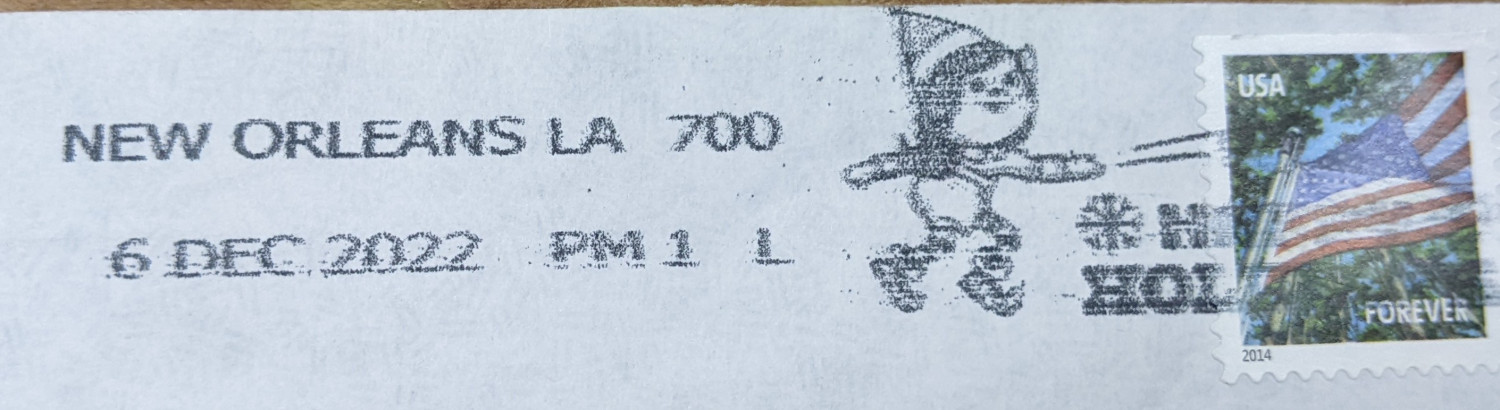 NEW ORLEANS LA 700
6 DEC 2022 PM 1 L
USA
FOREVER
2014